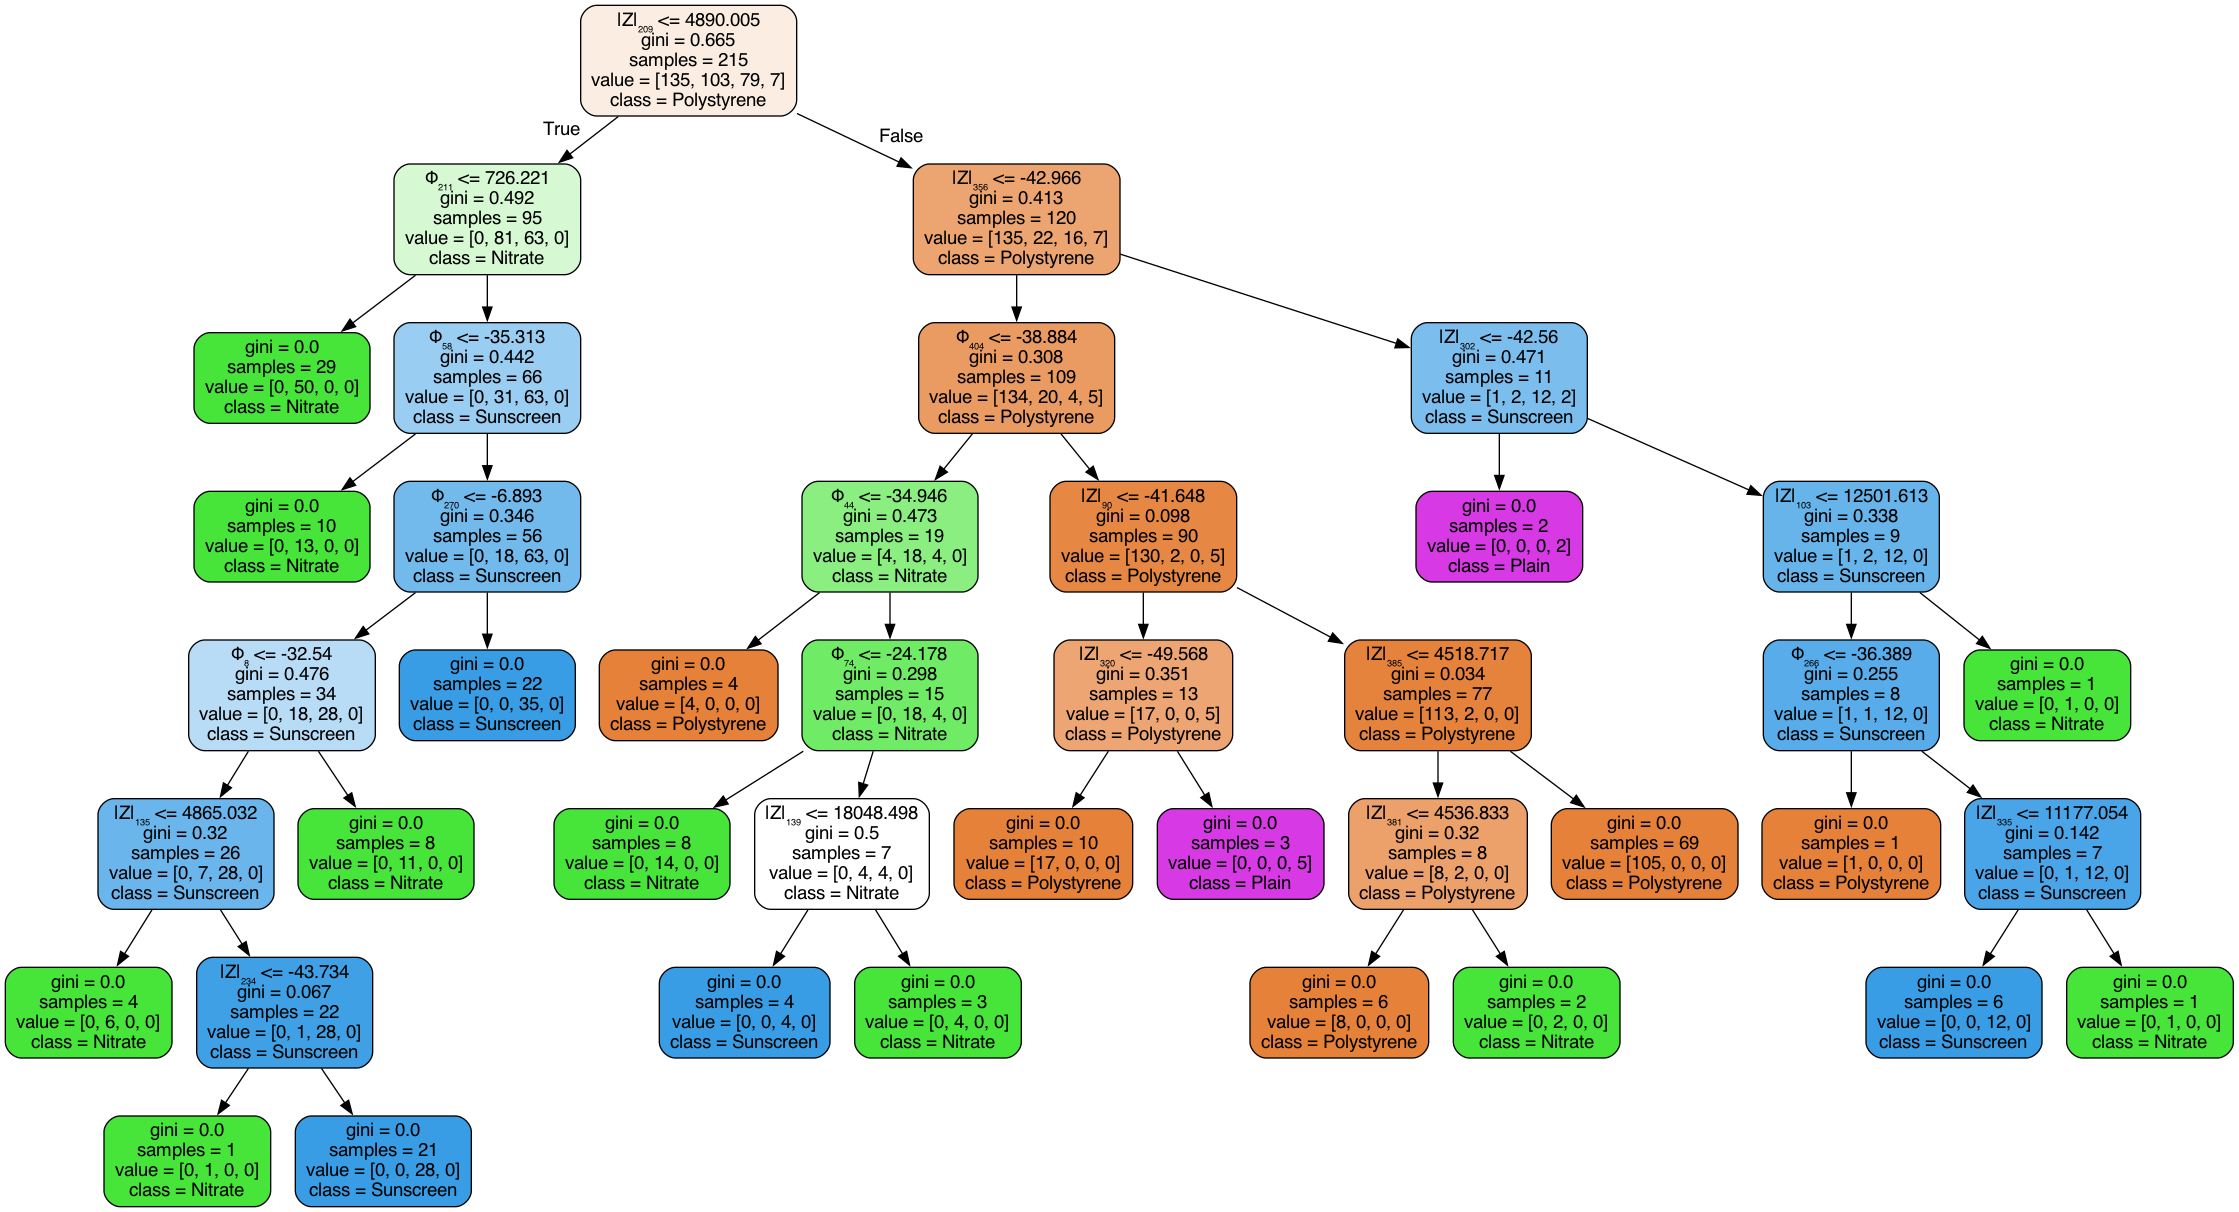 |Z|₂₀₉ <= 4890.005
gini = 0.665
samples = 215
value = [135, 103, 79, 7]
class = Polystyrene
True
False
Φ₂₁₁ <= 726.221
gini = 0.492
samples = 95
value = [0, 81, 63, 0]
class = Nitrate
|Z|₃₅₆ <= -42.966
gini = 0.413
samples = 120
value = [135, 22, 16, 7]
class = Polystyrene
gini = 0.0
samples = 29
value = [0, 50, 0, 0]
class = Nitrate
Φ₅₈ <= -35.313
gini = 0.442
samples = 66
value = [0, 31, 63, 0]
class = Sunscreen
Φ₄₀₄ <= -38.884
gini = 0.308
samples = 109
value = [134, 20, 4, 5]
class = Polystyrene
|Z|₃₀₂ <= -42.56
gini = 0.471
samples = 11
value = [1, 2, 12, 2]
class = Sunscreen
gini = 0.0
samples = 10
value = [0, 13, 0, 0]
class = Nitrate
Φ₂₇₀ <= -6.893
gini = 0.346
samples = 56
value = [0, 18, 63, 0]
class = Sunscreen
Φ₄₄ <= -34.946
gini = 0.473
samples = 19
value = [4, 18, 4, 0]
class = Nitrate
|Z|₉₀ <= -41.648
gini = 0.098
samples = 90
value = [130, 2, 0, 5]
class = Polystyrene
gini = 0.0
samples = 2
value = [0, 0, 0, 2]
class = Plain
|Z|₁₀₃ <= 12501.613
gini = 0.338
samples = 9
value = [1, 2, 12, 0]
class = Sunscreen
Φ₈ <= -32.54
gini = 0.476
samples = 34
value = [0, 18, 28, 0]
class = Sunscreen
gini = 0.0
samples = 22
value = [0, 0, 35, 0]
class = Sunscreen
gini = 0.0
samples = 4
value = [4, 0, 0, 0]
class = Polystyrene
Φ₇₄ <= -24.178
gini = 0.298
samples = 15
value = [0, 18, 4, 0]
class = Nitrate
|Z|₃₂₀ <= -49.568
gini = 0.351
samples = 13
value = [17, 0, 0, 5]
class = Polystyrene
|Z|₃₈₅ <= 4518.717
gini = 0.034
samples = 77
value = [113, 2, 0, 0]
class = Polystyrene
Φ₂₆₆ <= -36.389
gini = 0.255
samples = 8
value = [1, 1, 12, 0]
class = Sunscreen
gini = 0.0
samples = 1
value = [0, 1, 0, 0]
class = Nitrate
|Z|₁₃₅ <= 4865.032
gini = 0.32
samples = 26
value = [0, 7, 28, 0]
class = Sunscreen
gini = 0.0
samples = 8
value = [0, 11, 0, 0]
class = Nitrate
gini = 0.0
samples = 8
value = [0, 14, 0, 0]
class = Nitrate
|Z|₁₃₉ <= 18048.498
gini = 0.5
samples = 7
value = [0, 4, 4, 0]
class = Nitrate
gini = 0.0
samples = 10
value = [17, 0, 0, 0]
class = Polystyrene
gini = 0.0
samples = 3
value = [0, 0, 0, 5]
class = Plain
|Z|₃₈₁ <= 4536.833
gini = 0.32
samples = 8
value = [8, 2, 0, 0]
class = Polystyrene
gini = 0.0
samples = 69
value = [105, 0, 0, 0]
class = Polystyrene
gini = 0.0
samples = 1
value = [1, 0, 0, 0]
class = Polystyrene
|Z|₃₃₅ <= 11177.054
gini = 0.142
samples = 7
value = [0, 1, 12, 0]
class = Sunscreen
gini = 0.0
samples = 4
value = [0, 6, 0, 0]
class = Nitrate
|Z|₂₃₄ <= -43.734
gini = 0.067
samples = 22
value = [0, 1, 28, 0]
class = Sunscreen
gini = 0.0
samples = 4
value = [0, 0, 4, 0]
class = Sunscreen
gini = 0.0
samples = 3
value = [0, 4, 0, 0]
class = Nitrate
gini = 0.0
samples = 6
value = [8, 0, 0, 0]
class = Polystyrene
gini = 0.0
samples = 2
value = [0, 2, 0, 0]
class = Nitrate
gini = 0.0
samples = 6
value = [0, 0, 12, 0]
class = Sunscreen
gini = 0.0
samples = 1
value = [0, 1, 0, 0]
class = Nitrate
gini = 0.0
samples = 1
value = [0, 1, 0, 0]
class = Nitrate
gini = 0.0
samples = 21
value = [0, 0, 28, 0]
class = Sunscreen